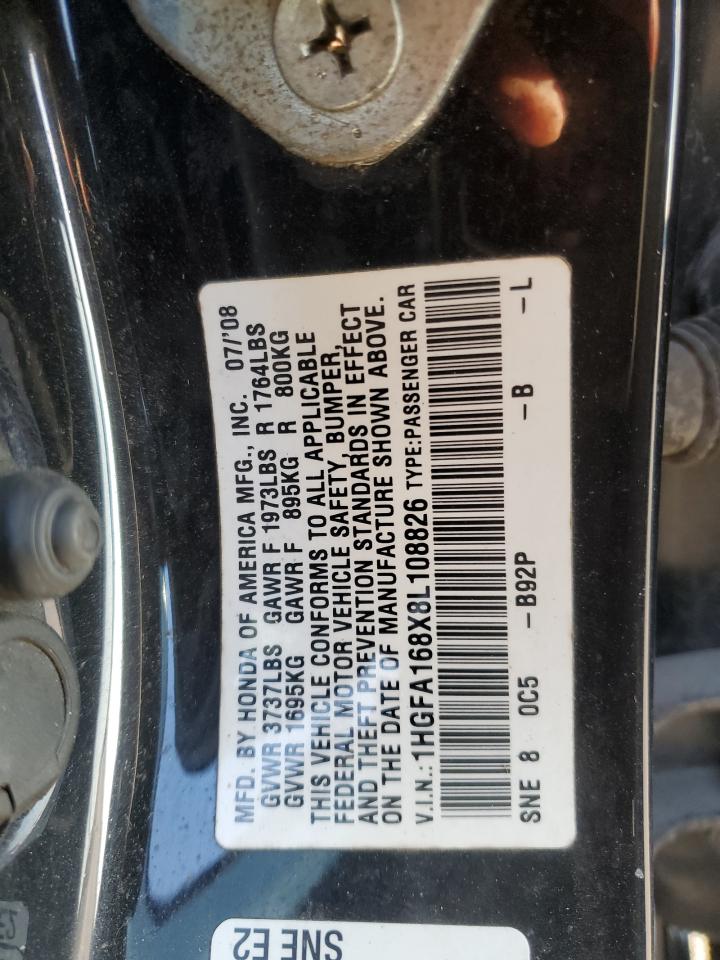 MFD. BY HONDA OF AMERICA MFG., INC. 07/'08
GVWR 3737LBS GAWR F 1973LBS R 1764LBS
GVWR 1695KG GAWR F 895KG R 800KG
THIS VEHICLE CONFORMS TO ALL APPLICABLE
FEDERAL MOTOR VEHICLE SAFETY, BUMPER,
AND THEFT PREVENTION STANDARDS IN EFFECT
ON THE DATE OF MANUFACTURE SHOWN ABOVE.
V.I.N.:1HGFA168X8L108826 TYPE:PASSENGER CAR
SNE 8 0C5 -B92P -B -L
SNE E2